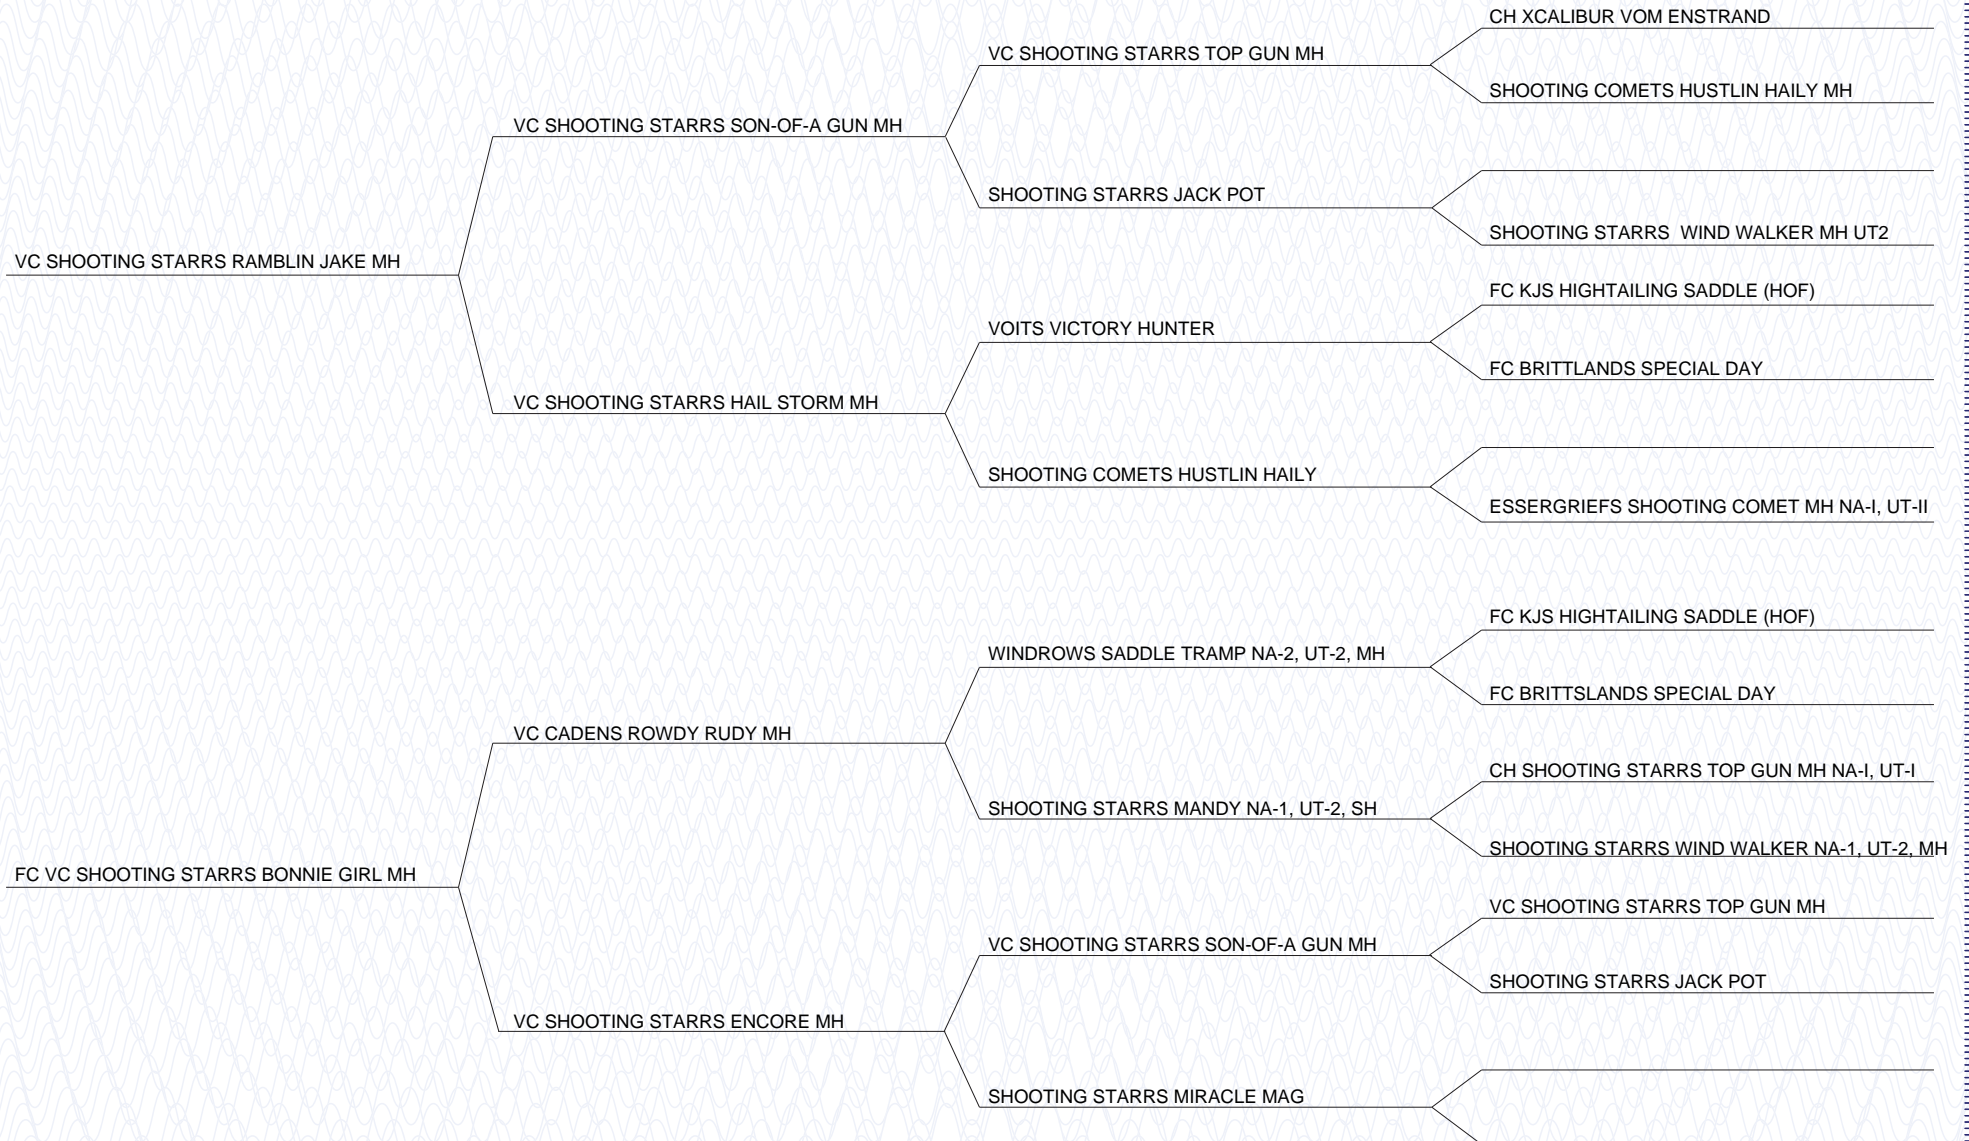 CH XCALIBUR VOM ENSTRAND
VC SHOOTING STARRS TOP GUN MH
SHOOTING COMETS HUSTLIN HAILY MH
VC SHOOTING STARRS SON-OF-A GUN MH
SHOOTING STARRS JACK POT
SHOOTING STARRS  WIND WALKER MH UT2
VC SHOOTING STARRS RAMBLIN JAKE MH
FC KJS HIGHTAILING SADDLE (HOF)
VOITS VICTORY HUNTER
FC BRITTLANDS SPECIAL DAY
VC SHOOTING STARRS HAIL STORM MH
SHOOTING COMETS HUSTLIN HAILY
ESSERGRIEFS SHOOTING COMET MH NA-I, UT-II
FC KJS HIGHTAILING SADDLE (HOF)
WINDROWS SADDLE TRAMP NA-2, UT-2, MH
FC BRITTSLANDS SPECIAL DAY
VC CADENS ROWDY RUDY MH
CH SHOOTING STARRS TOP GUN MH NA-I, UT-I
SHOOTING STARRS MANDY NA-1, UT-2, SH
SHOOTING STARRS WIND WALKER NA-1, UT-2, MH
FC VC SHOOTING STARRS BONNIE GIRL MH
VC SHOOTING STARRS TOP GUN MH
VC SHOOTING STARRS SON-OF-A GUN MH
SHOOTING STARRS JACK POT
VC SHOOTING STARRS ENCORE MH
SHOOTING STARRS MIRACLE MAG